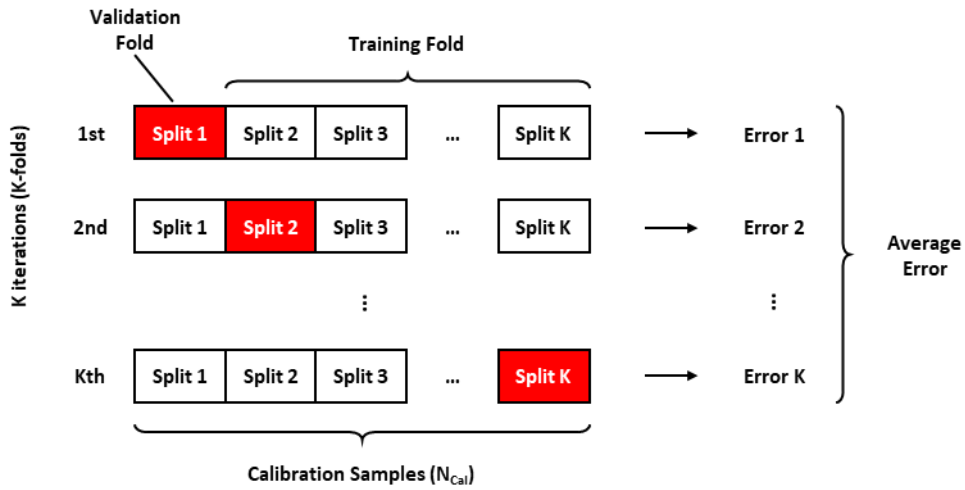 Validation
Fold
Training Fold
K iterations (K-folds)
1st
Split 1
Split 2
Split 3
...
Split K
Error 1
2nd
Split 1
Split 2
Split 3
...
Split K
Error 2
...
...
Average
Error
Kth
Split 1
Split 2
Split 3
...
Split K
Error K
Calibration Samples (NCal)